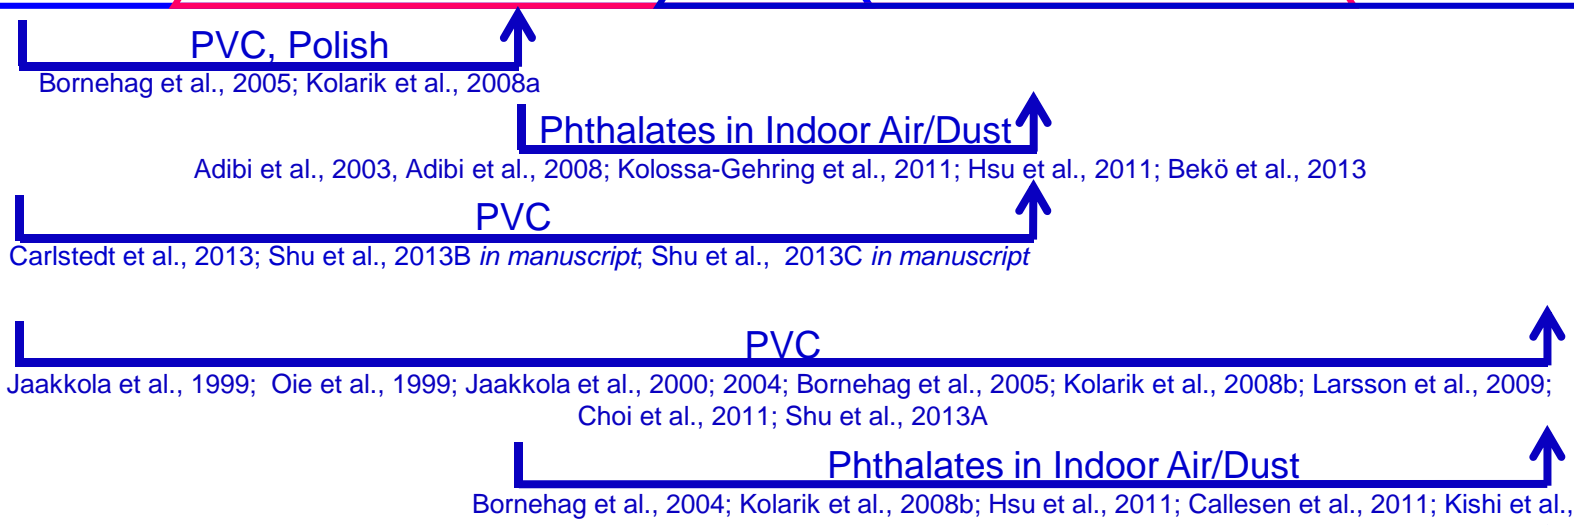 PVC, Polish
Bornehag et al., 2005; Kolarik et al., 2008a
Phthalates in Indoor Air/Dust
Adibi et al., 2003, Adibi et al., 2008; Kolossa-Gehring et al., 2011; Hsu et al., 2011; Bekö et al., 2013
PVC
Carlstedt et al., 2013; Shu et al., 2013B in manuscript; Shu et al., 2013C in manuscript
PVC
Jaakkola et al., 1999; Oie et al., 1999; Jaakkola et al., 2000; 2004; Bornehag et al., 2005; Kolarik et al., 2008b; Larsson et al., 2009;
Choi et al., 2011; Shu et al., 2013A
Phthalates in Indoor Air/Dust
Bornehag et al., 2004; Kolarik et al., 2008b; Hsu et al., 2011; Callesen et al., 2011; Kishi et al.,